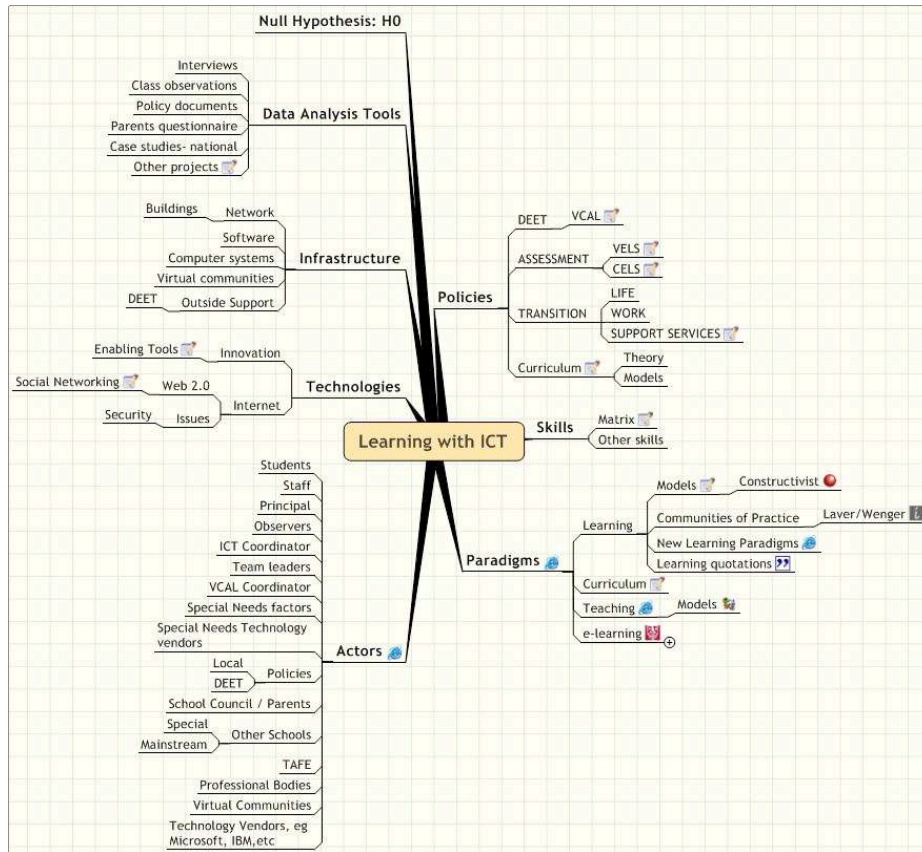 Null Hypothesis: H0
Interviews
Class observations
Policy documents
Parents questionnaire
Case studies- national
Other projects
Data Analysis Tools
Buildings
Network
Software
Computer systems
Virtual communities
DEET
Outside Support
Infrastructure
Enabling Tools
Innovation
Social Networking
Web 2.0
Security
Issues
Internet
Technologies
Learning with ICT
Students
Staff
Principal
Observers
ICT Coordinator
Team leaders
VCAL Coordinator
Special Needs factors
Special Needs Technology
vendors
Local
DEET
Policies
School Council / Parents
Special
Mainstream
Other Schools
TAFE
Professional Bodies
Virtual Communities
Technology Vendors, eg
Microsoft, IBM,etc
Actors
Policies
DEET
VCAL
ASSESSMENT
VELS
CELS
TRANSITION
LIFE
WORK
SUPPORT SERVICES
Curriculum
Theory
Models
Skills
Matrix
Other skills
Paradigms
Learning
Models
Constructivist
Communities of Practice
Laver/Wenger
New Learning Paradigms
Learning quotations
Curriculum
Teaching
Models
e-learning